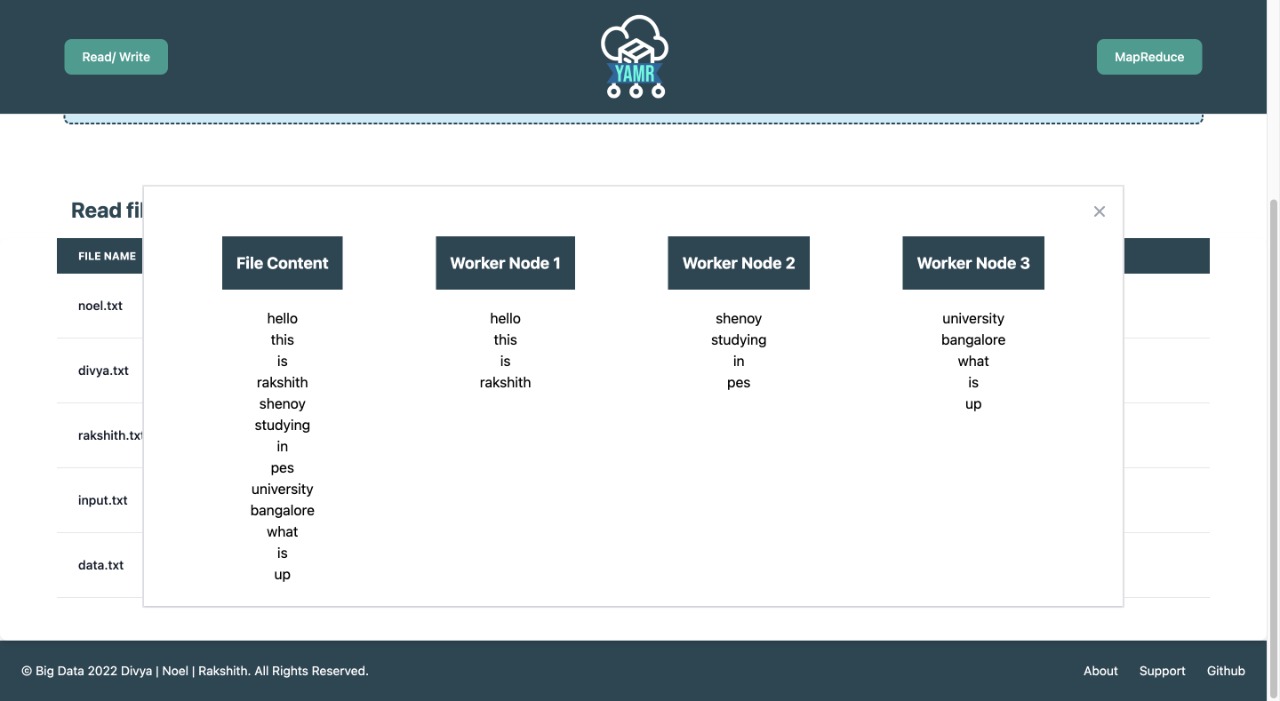 Read/ Write
YAMR
MapReduce
Read fil
FILE NAME
noel.txt
divya.txt
rakshith.txt
input.txt
data.txt
×
File Content
hello
this
is
rakshith
shenoy
studying
in
pes
university
bangalore
what
is
up
Worker Node 1
hello
this
is
rakshith
Worker Node 2
shenoy
studying
in
pes
Worker Node 3
university
bangalore
what
is
up
© Big Data 2022 Divya | Noel | Rakshith. All Rights Reserved.
About
Support
Github